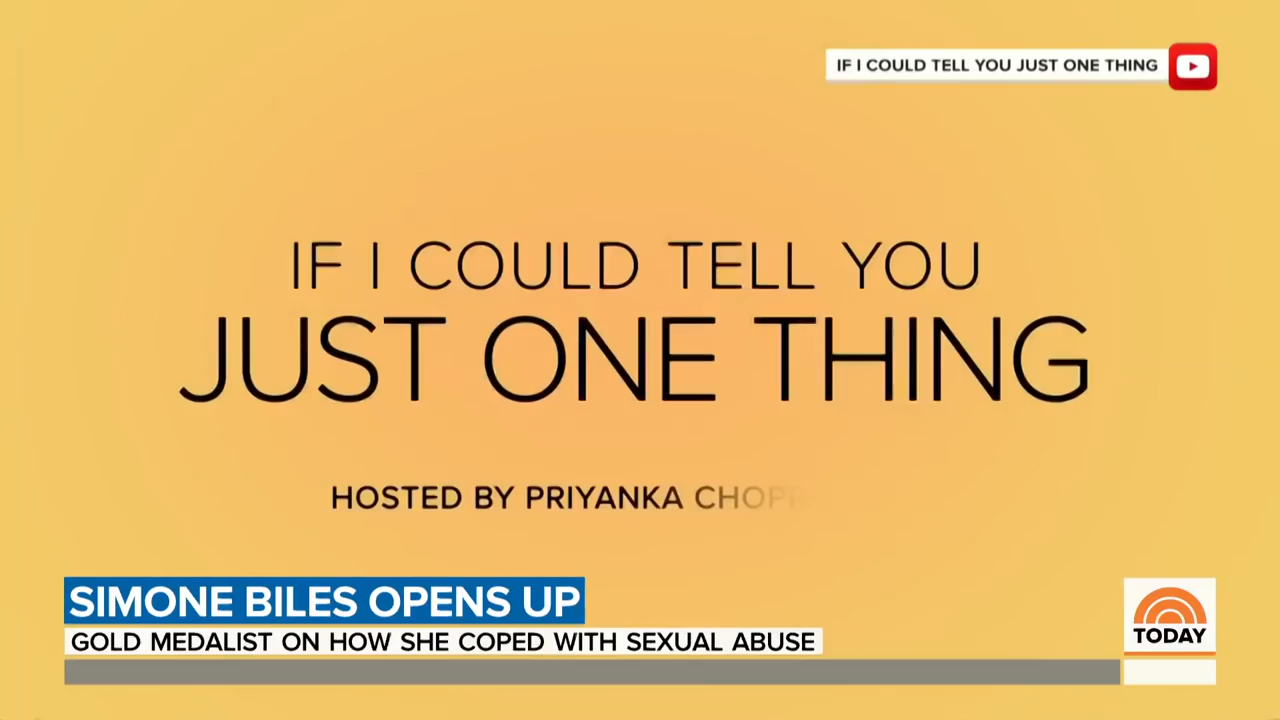 IF I COULD TELL YOU JUST ONE THING
IF I COULD TELL YOU
JUST ONE THING
HOSTED BY PRIYANKA CHOP
SIMONE BILES OPENS UP
GOLD MEDALIST ON HOW SHE COPED WITH SEXUAL ABUSE
TODAY